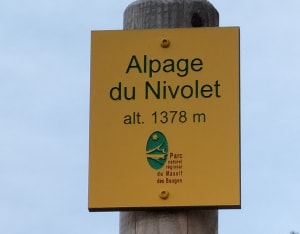 Alpage
du Nivolet
alt. 1378 m
Parc
naturel
régional
du Massif
des Bauges